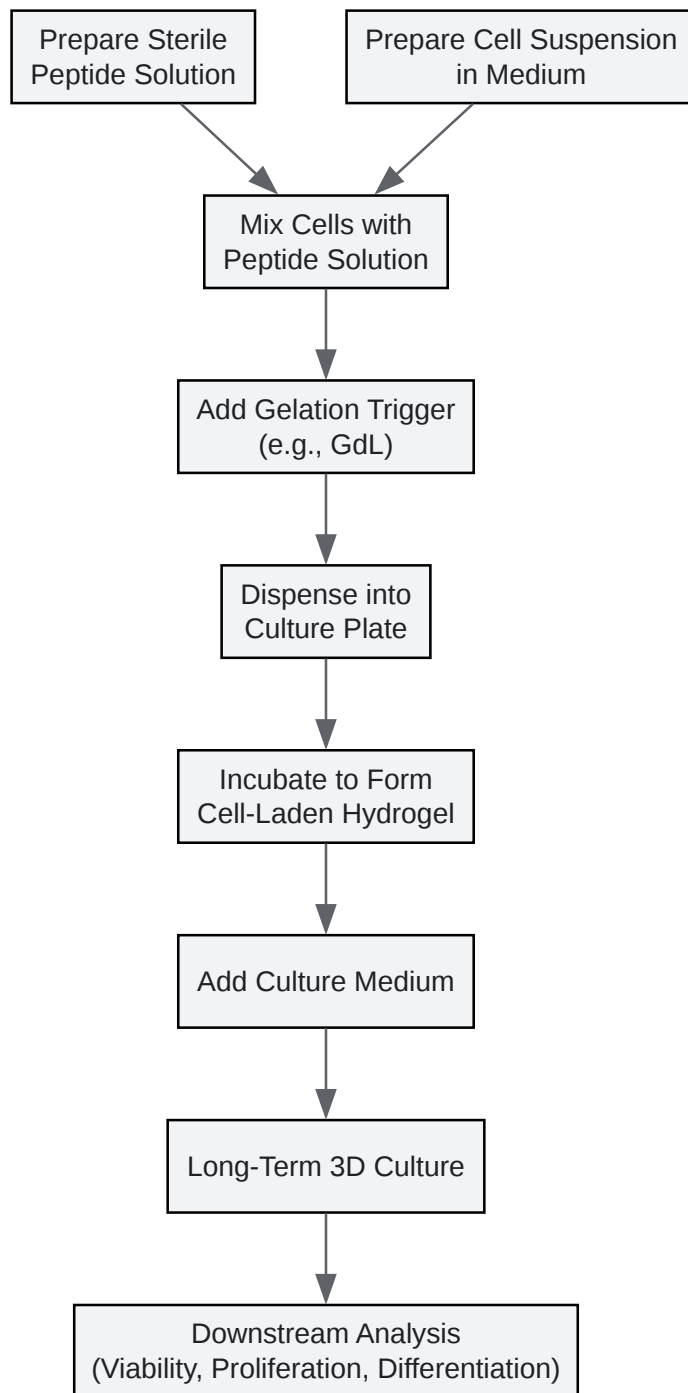 Prepare Sterile
Peptide Solution
Prepare Cell Suspension
in Medium
Mix Cells with
Peptide Solution
Add Gelation Trigger
(e.g., GdL)
Dispense into
Culture Plate
Incubate to Form
Cell-Laden Hydrogel
Add Culture Medium
Long-Term 3D Culture
Downstream Analysis
(Viability, Proliferation, Differentiation)